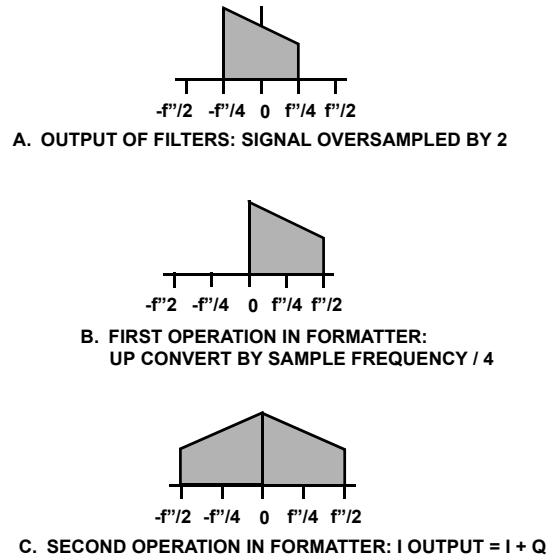 -f"/2 -f"/4 0 f"/4 f"/2
A. OUTPUT OF FILTERS: SIGNAL OVERSAMPLED BY 2
-f"2 -f"/4 0 f"/4 f"/2
B. FIRST OPERATION IN FORMATTER:
UP CONVERT BY SAMPLE FREQUENCY / 4
-f"/2 -f"/4 0 f"/4 f"/2
C. SECOND OPERATION IN FORMATTER: I OUTPUT = I + Q